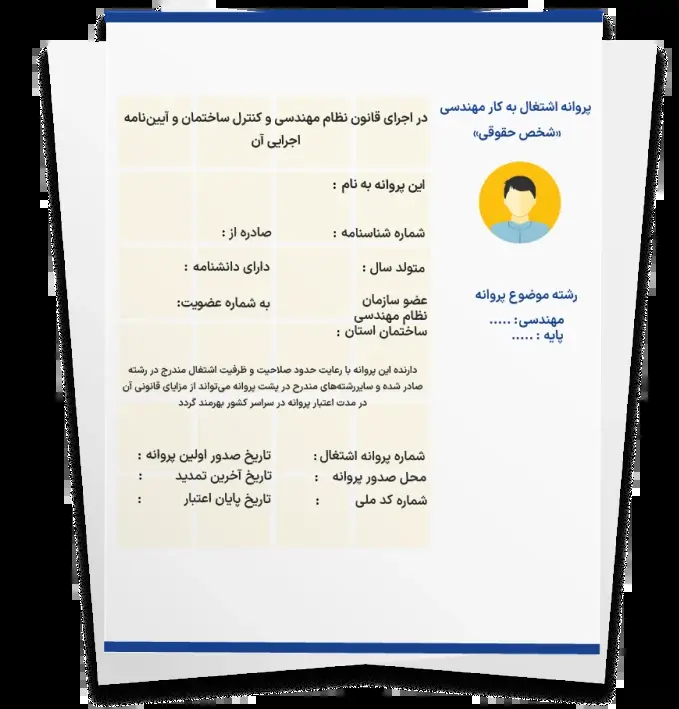 پروانه اشتغال به کار مهندسی
«شخص حقوقی»
رشته موضوع پروانه
مهندسی: .....
پایه : .....
در اجرای قانون نظام مهندسی و کنترل ساختمان و آیین‌نامه
اجرایی آن
این پروانه به نام :
شماره شناسنامه : صادره از :
متولد سال : دارای دانشنامه :
عضو سازمان به شماره عضویت:
نظام مهندسی
ساختمان استان :
دارنده این پروانه با رعایت حدود صلاحیت و ظرفیت اشتغال مندرج در رشته
صادر شده و سایررشته‌های مندرج در پشت پروانه می‌تواند از مزایای قانونی آن
در مدت اعتبار پروانه در سراسر کشور بهرمند گردد
شماره پروانه اشتغال : تاریخ صدور اولین پروانه :
محل صدور پروانه : تاریخ آخرین تمدید :
شماره کد ملی : تاریخ پایان اعتبار :